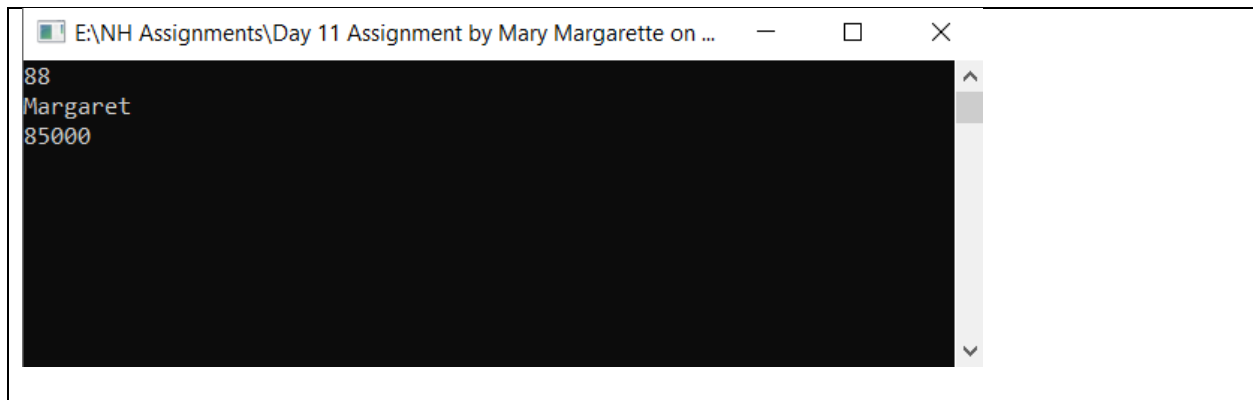 E:\NH Assignments\Day 11 Assignment by Mary Margarette on ...
88
Margaret
85000